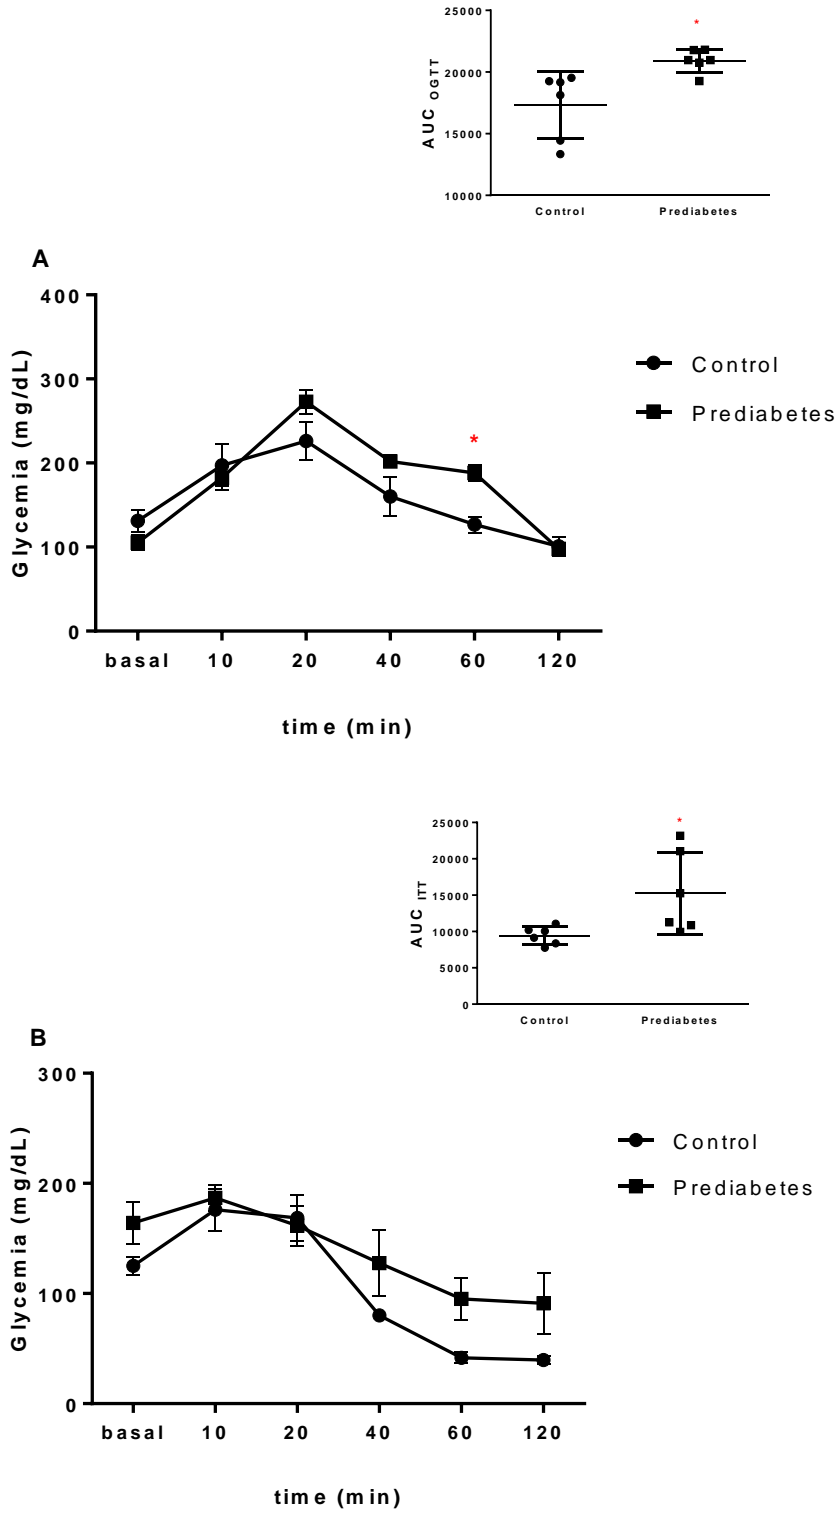 25000
*
20000
AUC OGTT
15000
10000
Control Prediabetes
A
400
300
Glycemia (mg/dL)
*
200
100
0
Control
Prediabetes
basal 10 20 40 60 120
time (min)
25000
*
20000
15000
AUC ITT
10000
5000
0
Control Prediabetes
B
300
Glycemia (mg/dL)
200
100
0
Control
Prediabetes
basal 10 20 40 60 120
time (min)